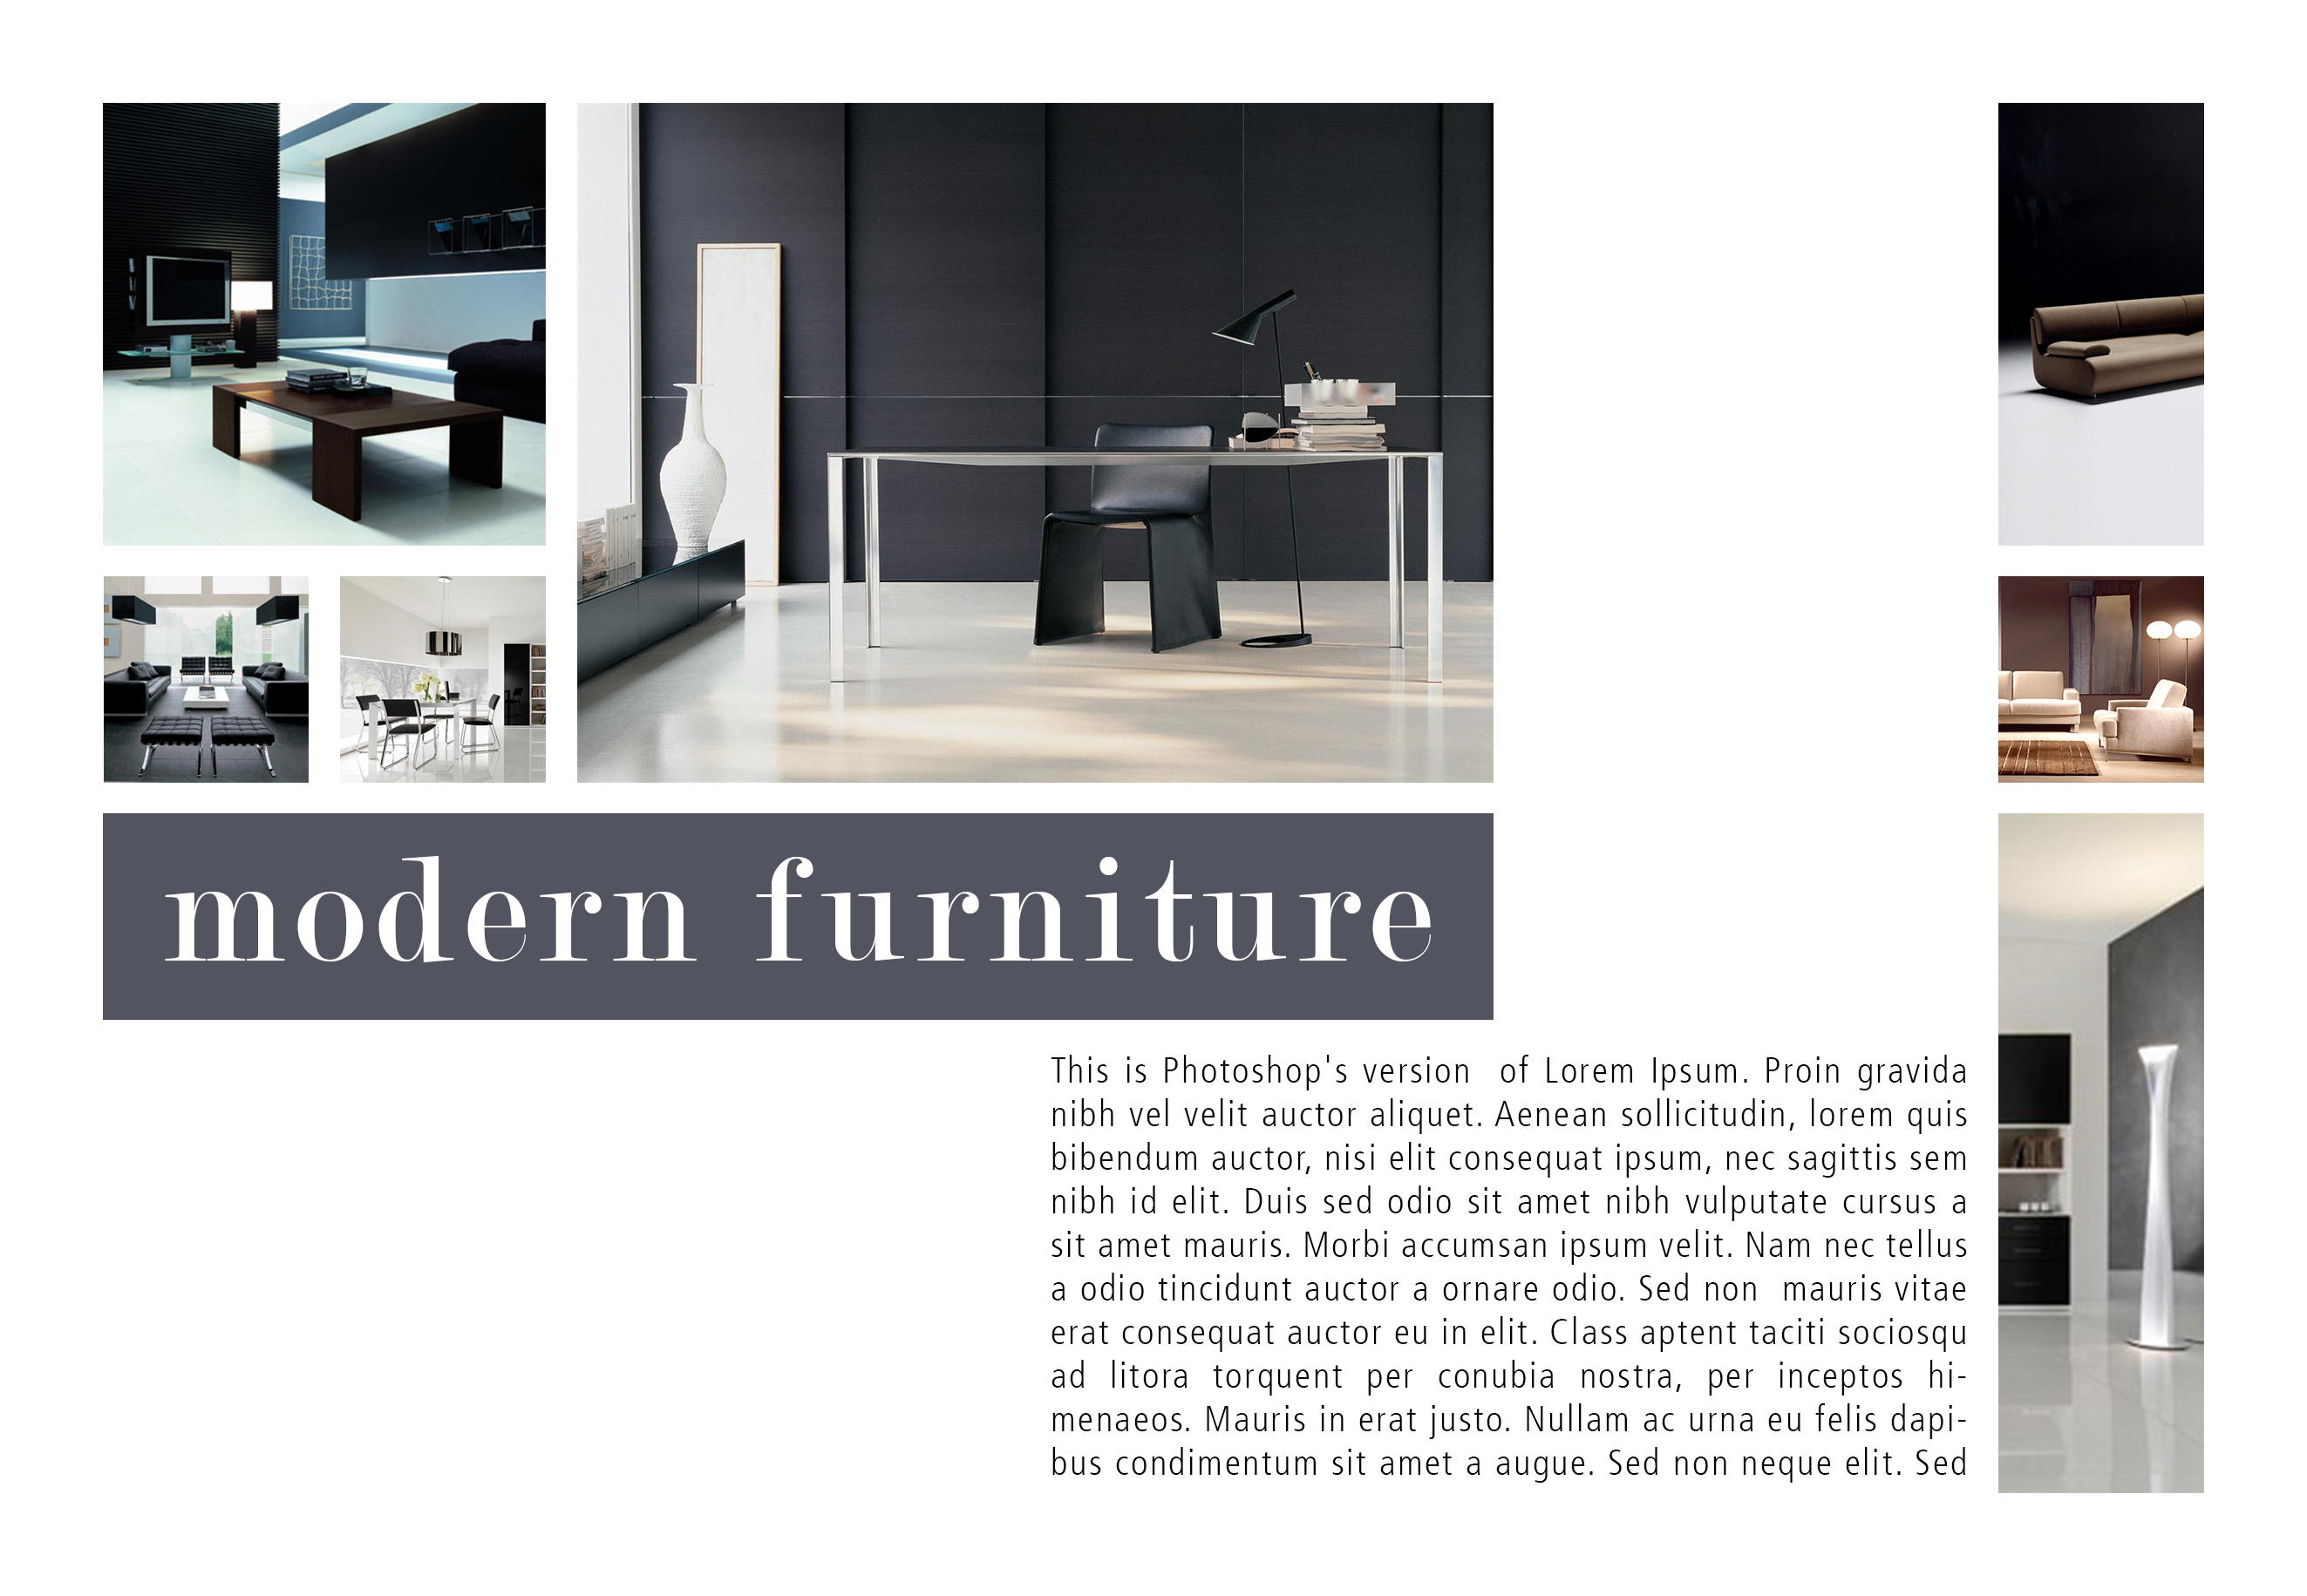 modern furniture
This is Photoshop's version  of Lorem Ipsum. Proin gravida
nibh vel velit auctor aliquet. Aenean sollicitudin, lorem quis
bibendum auctor, nisi elit consequat ipsum, nec sagittis sem
nibh id elit. Duis sed odio sit amet nibh vulputate cursus a
sit amet mauris. Morbi accumsan ipsum velit. Nam nec tellus
a odio tincidunt auctor a ornare odio. Sed non  mauris vitae
erat consequat auctor eu in elit. Class aptent taciti sociosqu
ad litora torquent per conubia nostra, per inceptos hi-
menaeos. Mauris in erat justo. Nullam ac urna eu felis dapi-
bus condimentum sit amet a augue. Sed non neque elit. Sed